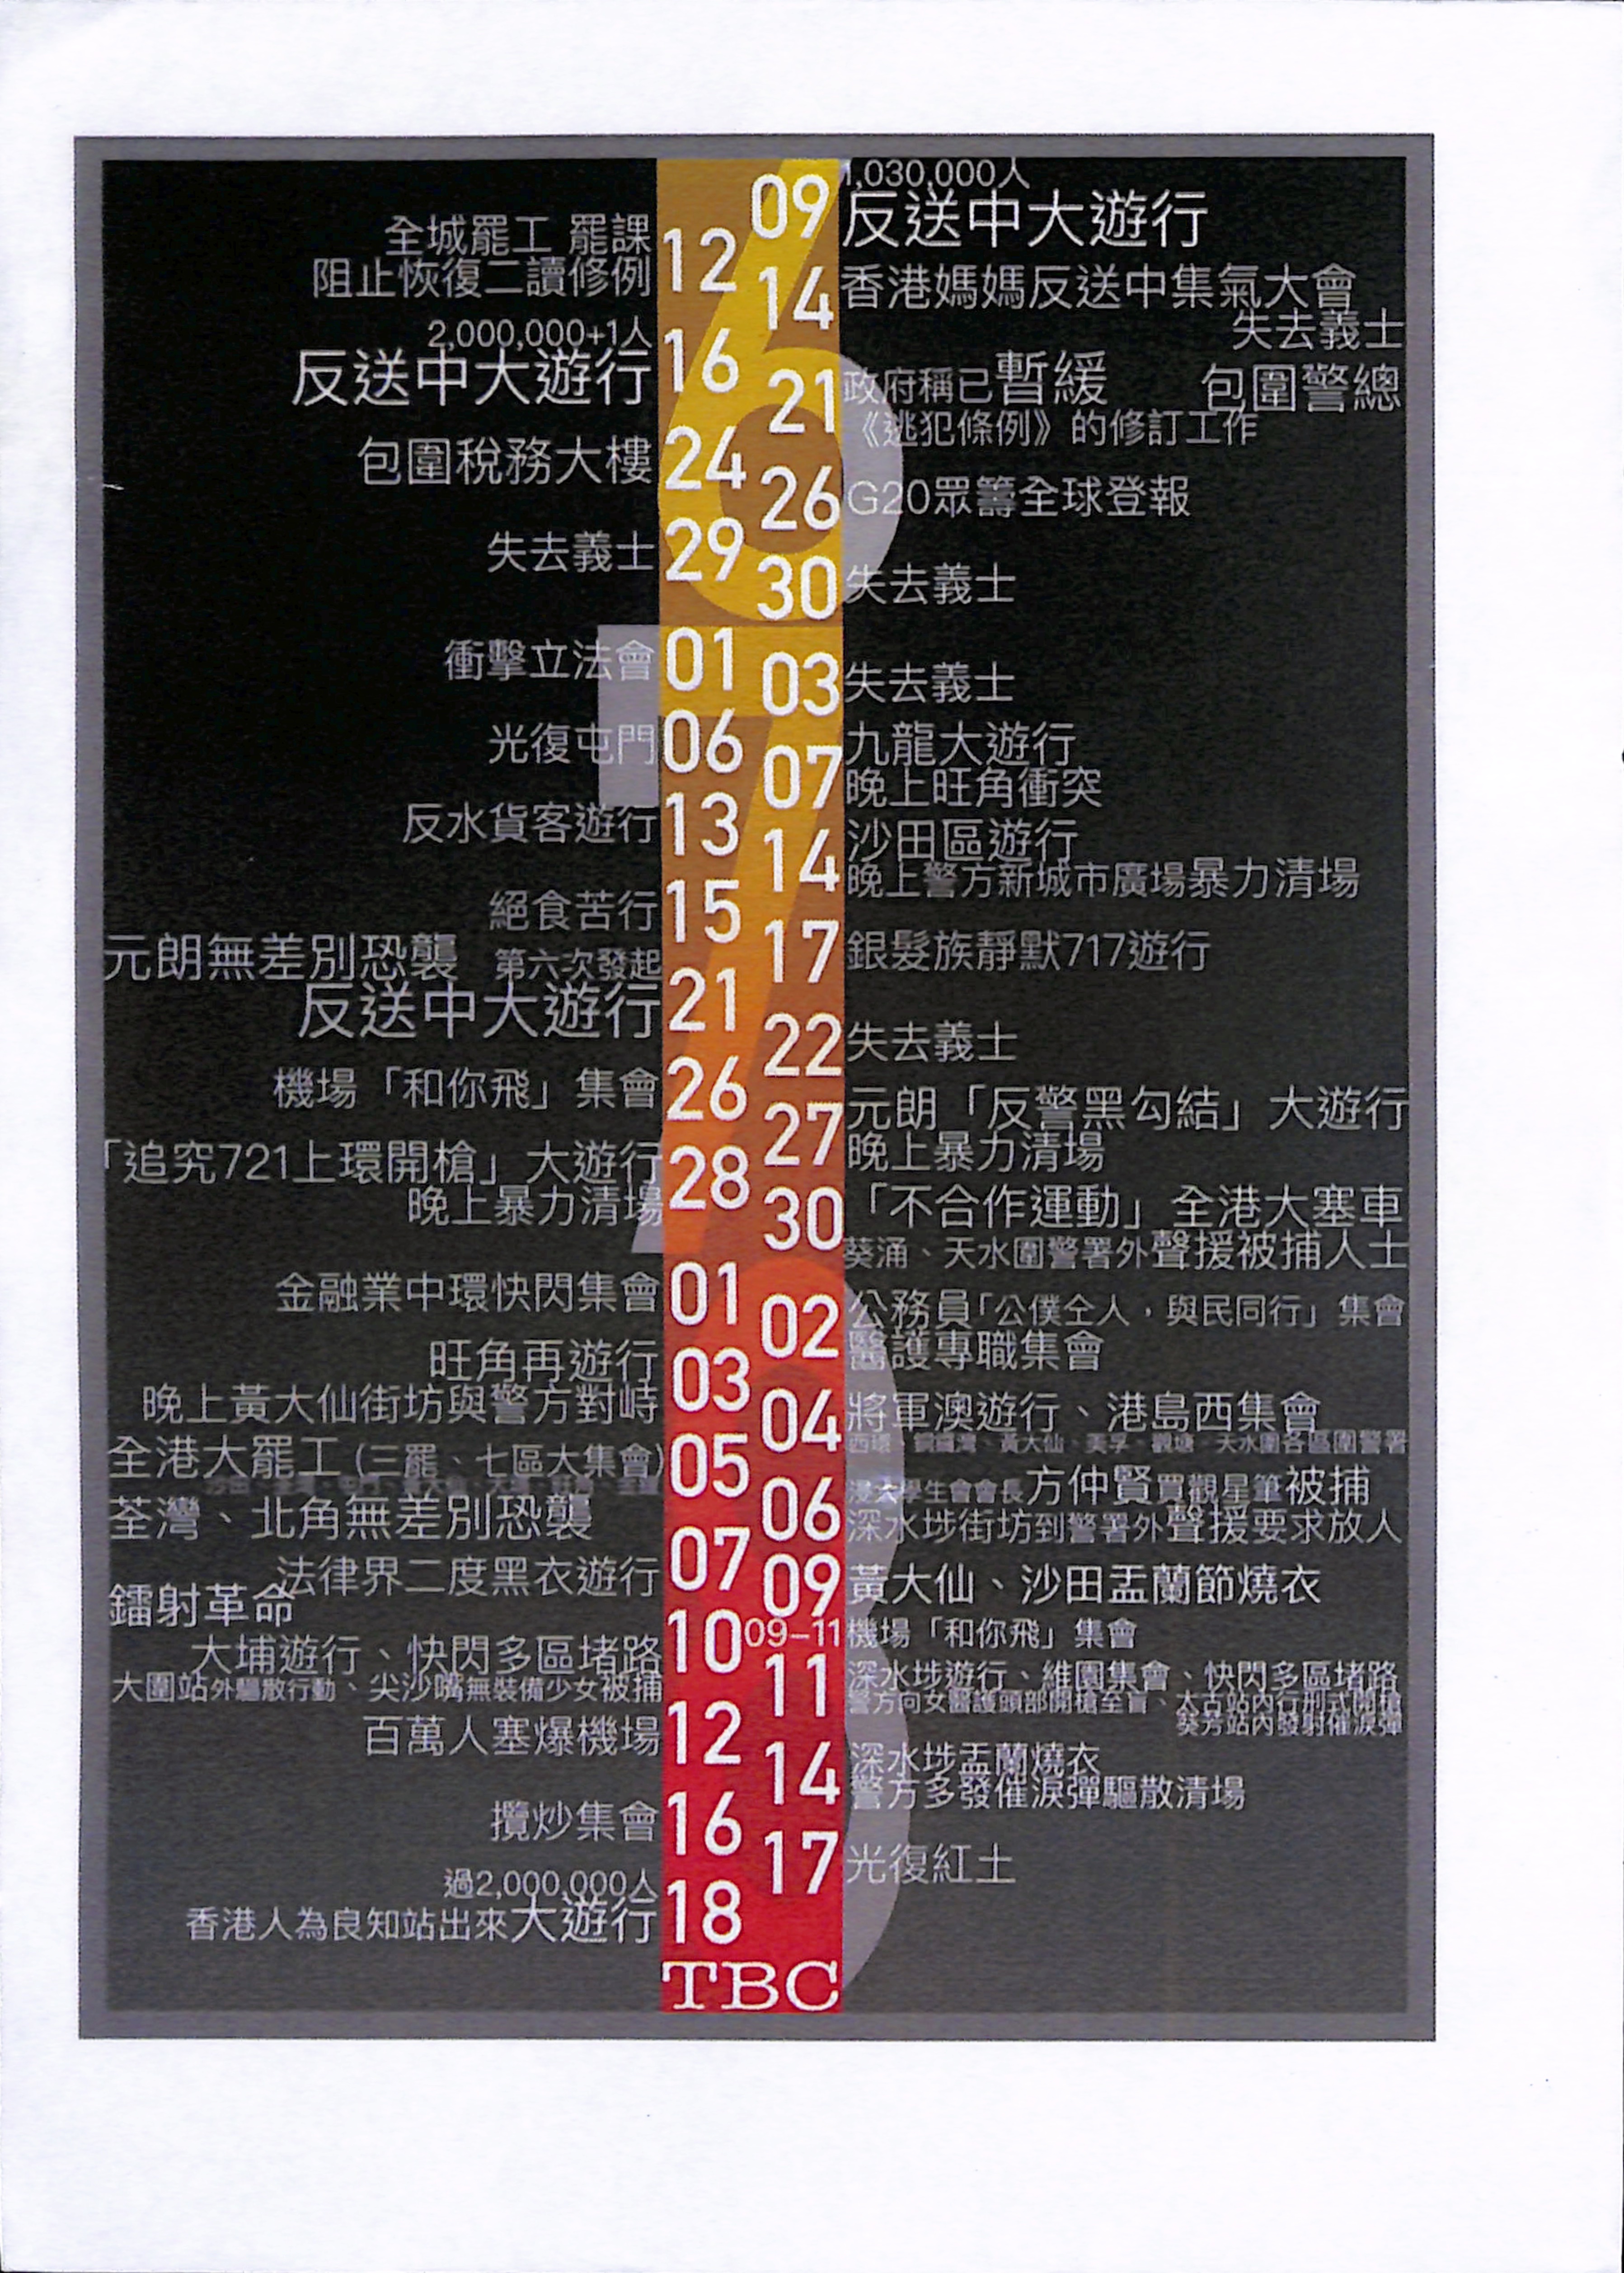 1,030,000人
09 反送中大遊行
全城罷工 罷課
阻止恢復二讀修例 12
14 香港媽媽反送中集氣大會
失去義士
2,000,000+1人
反送中大遊行 16
21 政府稱已暫緩 包圍警總
《逃犯條例》的修訂工作
包圍稅務大樓 24
26 G20眾籌全球登報
失去義士 29
30 失去義士
衝擊立法會 01
03 失去義士
光復屯門 06
07 九龍大遊行
晚上旺角衝突
反水貨客遊行 13
14 沙田區遊行
晚上警方新城市廣場暴力清場
絕食苦行 15
17 銀髮族靜默717遊行
元朗無差別恐襲 第六次發起
反送中大遊行 21
22 失去義士
機場「和你飛」集會 26
27 元朗「反警黑勾結」大遊行
晚上暴力清場
「追究721上環開槍」大遊行 28
晚上暴力清場
30 「不合作運動」全港大塞車
葵涌、天水圍警署外聲援被捕人士
金融業中環快閃集會 01
02 公務員「公僕仝人，與民同行」集會
醫護專職集會
旺角再遊行 03
晚上黃大仙街坊與警方對峙
04 將軍澳遊行、港島西集會
西環、銅鑼灣、黃大仙、美孚、觀塘、天水圍各區圍警署
全港大罷工(三罷、七區大集會) 05
荃灣、北角無差別恐襲
06 浸大學生會會長方仲賢買觀星筆被捕
深水埗街坊到警署外聲援要求放人
法律界二度黑衣遊行 07
鐳射革命
09 黃大仙、沙田盂蘭節燒衣
09–11 機場「和你飛」集會
大埔遊行、快閃多區堵路 10
大圍站外驅散行動、尖沙嘴無裝備少女被捕
11 深水埗遊行、維園集會、快閃多區堵路
警方向女醫護頭部開槍至盲、太古站內行刑式開槍
葵芳站內發射催淚彈
百萬人塞爆機場 12
14 深水埗盂蘭燒衣
警方多發催淚彈驅散清場
攬炒集會 16
17 光復紅土
過2,000,000人
香港人為良知站出來大遊行 18
TBC